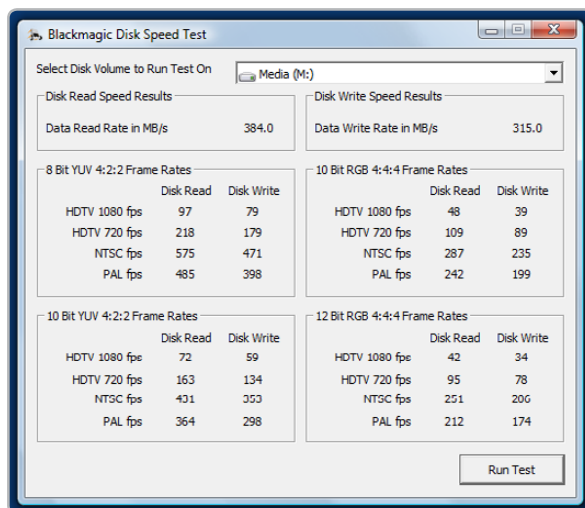 Blackmagic Disk Speed Test
Select Disk Volume to Run Test On Media (M:)
Disk Read Speed Results
Data Read Rate in MB/s 384.0
Disk Write Speed Results
Data Write Rate in MB/s 315.0
8 Bit YUV 4:2:2 Frame Rates
Disk Read Disk Write
HDTV 1080 fps 97 79
HDTV 720 fps 218 179
NTSC fps 575 471
PAL fps 485 398
10 Bit RGB 4:4:4 Frame Rates
Disk Read Disk Write
HDTV 1080 fps 48 39
HDTV 720 fps 109 89
NTSC fps 287 235
PAL fps 242 199
10 Bit YUV 4:2:2 Frame Rates
Disk Read Disk Write
HDTV 1080 fps 72 59
HDTV 720 fps 163 134
NTSC fps 431 353
PAL fps 364 298
12 Bit RGB 4:4:4 Frame Rates
Disk Read Disk Write
HDTV 1080 fps 42 34
HDTV 720 fps 95 78
NTSC fps 251 206
PAL fps 212 174
Run Test